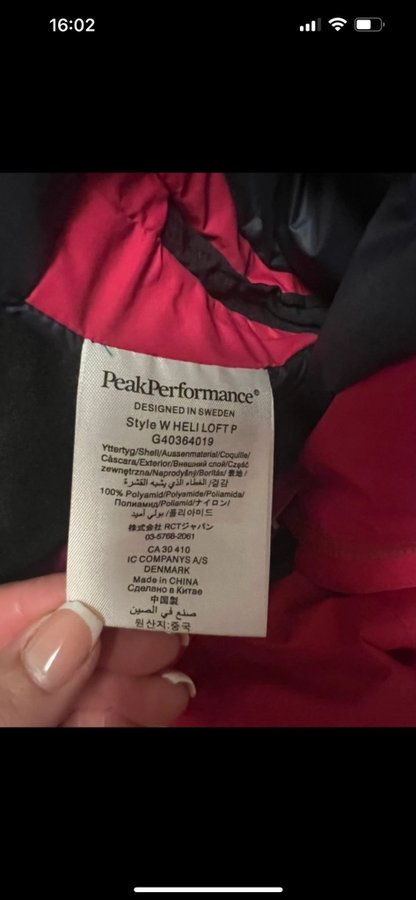 16:02
PeakPerformance®
DESIGNED IN SWEDEN
Style W HELI LOFT P
G40364019
Yttertyg/Shell/Aussenmaterial/Coquille/
Cáscara/Exterior/Внешний слой/Część
zewnętrzna/Naprodyšný/Borítás/表地/
겉감/ الغطاء الذي يشبه القشرة
100% Polyamid/Polyamide/Poliamida/
Полиамид/Poliamid/ナイロン/
폴리아미드/ بولي أميد
株式会社 RCTジャパン
03-5768-2061
CA 30 410
IC COMPANYS A/S
DENMARK
Made in CHINA
Сделано в Китае
中国製
صنع في الصين
원산지:중국